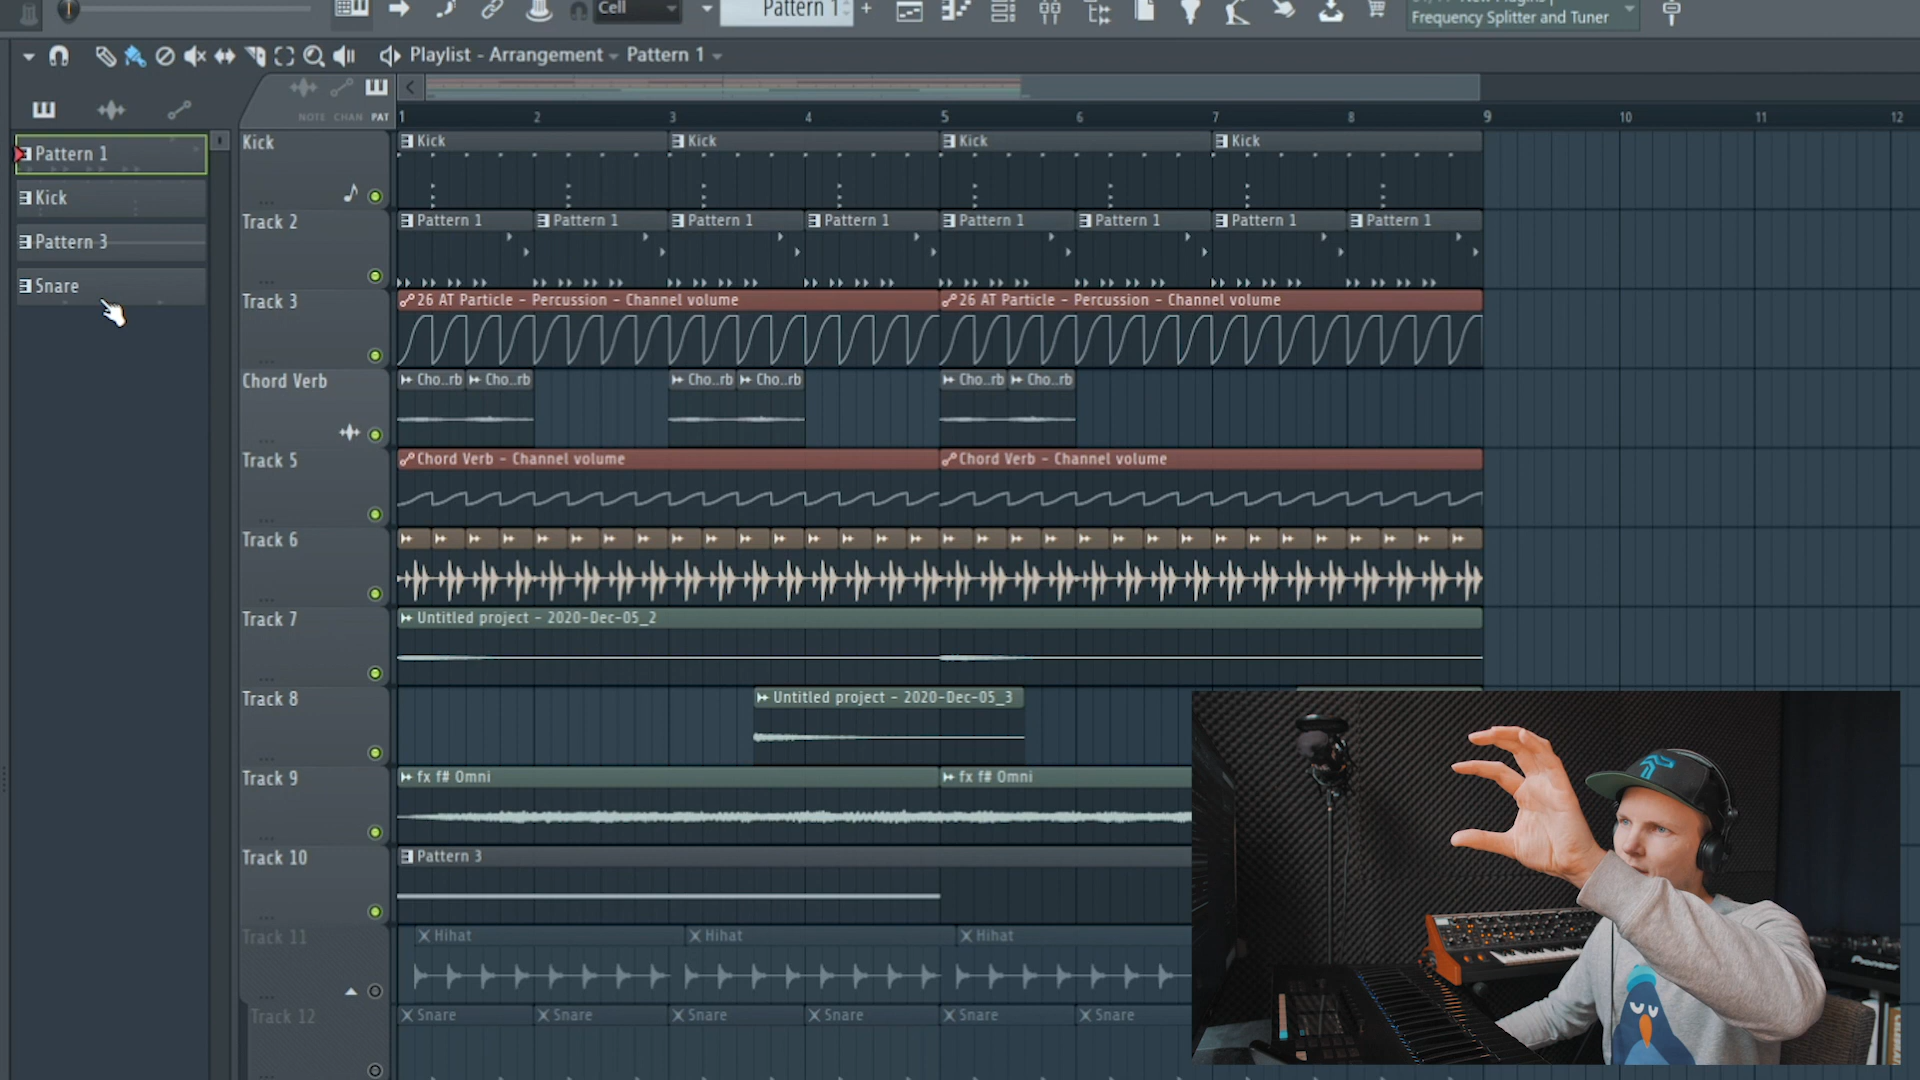 Cell
Pattern 1
+
Frequency Splitter and Tuner
Playlist - Arrangement
Pattern 1
NOTE CHAN PAT
1 2 3 4 5 6 7 8 9 10 11 12
Pattern 1
Kick
Pattern 3
Snare
Kick
Kick Kick Kick Kick
Track 2
Pattern 1 Pattern 1 Pattern 1 Pattern 1 Pattern 1 Pattern 1 Pattern 1 Pattern 1
Track 3
26 AT Particle - Percussion - Channel volume 26 AT Particle - Percussion - Channel volume
Chord Verb
Cho..rb Cho..rb Cho..rb Cho..rb Cho..rb Cho..rb
Track 5
Chord Verb - Channel volume Chord Verb - Channel volume
Track 6
Track 7
Untitled project - 2020-Dec-05_2
Track 8
Untitled project - 2020-Dec-05_3
Track 9
fx f# Omni fx f# Omni
Track 10
Pattern 3
Track 11
Hihat Hihat Hihat
Track 12
Snare Snare Snare Snare Snare Snare
Pioneer